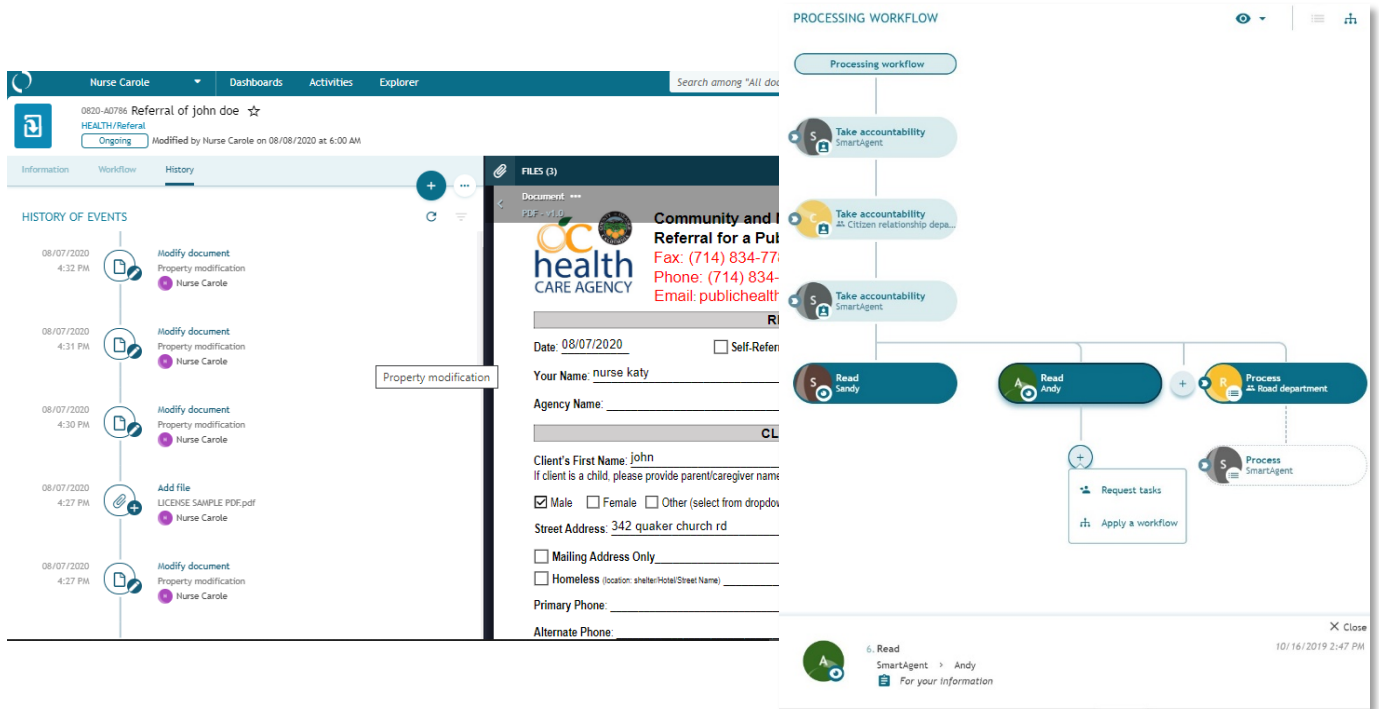 Nurse Carole
Dashboards
Activities
Explorer
Search among "All doc
0820-A0786 Referral of john doe
HEALTH/Referal
Ongoing
Modified by Nurse Carole on 08/08/2020 at 6:00 AM
Information
Workflow
History
+
HISTORY OF EVENTS
08/07/2020
4:32 PM
Modify document
Property modification
Nurse Carole
08/07/2020
4:31 PM
Modify document
Property modification
Nurse Carole
08/07/2020
4:30 PM
Modify document
Property modification
Nurse Carole
08/07/2020
4:27 PM
Add file
LICENSE SAMPLE PDF.pdf
Nurse Carole
08/07/2020
4:27 PM
Modify document
Property modification
Nurse Carole
Property modification
FILES (3)
Document
PDF - v1.0
OC
health
CARE AGENCY
Community and
Referral for a Pub
Fax: (714) 834-77
Phone: (714) 834-
Email: publichealth
Date: 08/07/2020
Self-Refer
Your Name: nurse katy
Agency Name:
CL
Client's First Name: john
If client is a child, please provide parent/caregiver name
Male
Female
Other (select from dropdow
Street Address: 342 quaker church rd
Mailing Address Only
Homeless (location: shelter/Hotel/Street Name)
Primary Phone:
Alternate Phone:
PROCESSING WORKFLOW
Processing workflow
S
Take accountability
SmartAgent
C
Take accountability
Citizen relationship depa...
S
Take accountability
SmartAgent
S
Read
Sandy
A
Read
Andy
+
R
Process
Road department
+
Request tasks
Apply a workflow
S
Process
SmartAgent
Close
A
6. Read
10/16/2019 2:47 PM
SmartAgent > Andy
For your information